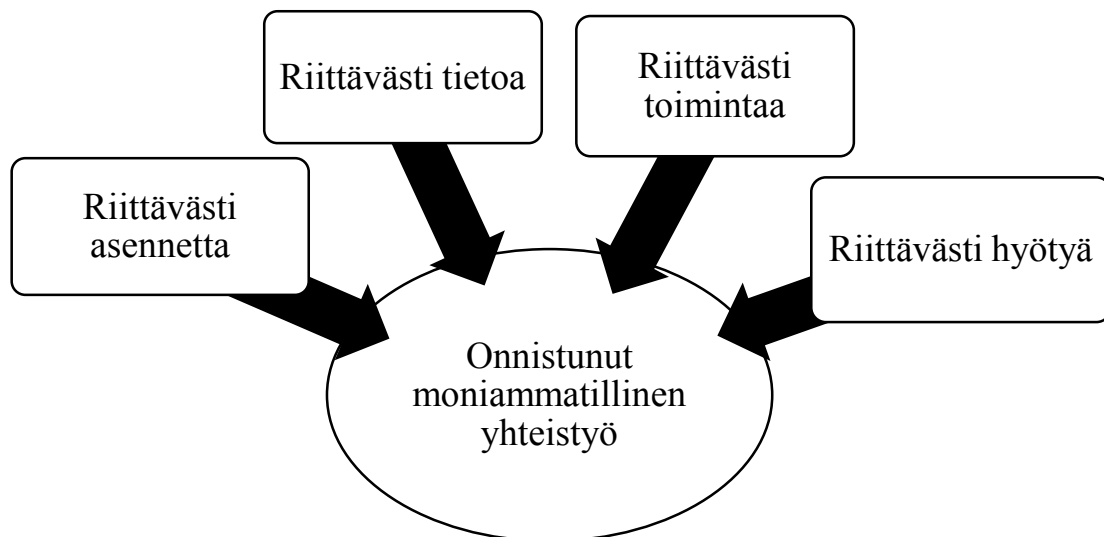 Riittävästi tietoa
Riittävästi
toimintaa
Riittävästi
asennetta
Riittävästi hyötyä
Onnistunut
moniammatillinen
yhteistyö